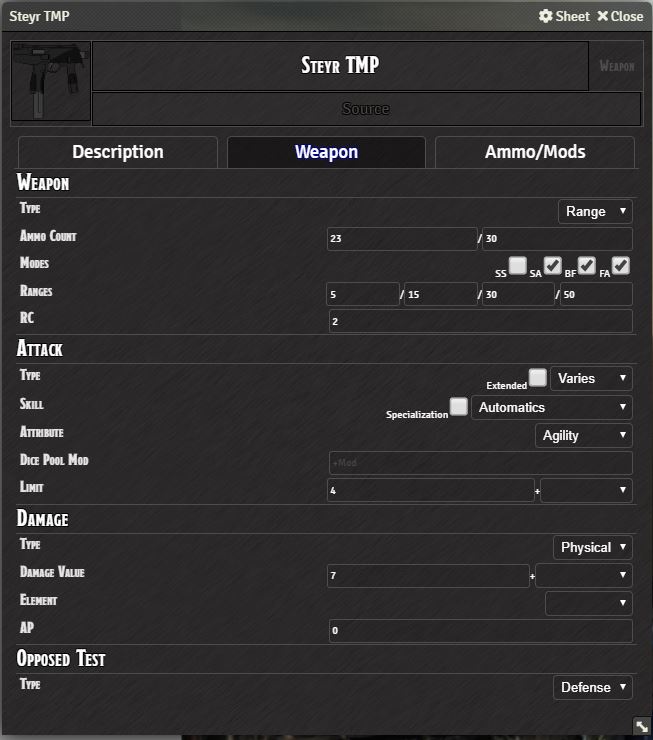 Steyr TMP
Sheet Close
Steyr TMP
Weapon
Source
Description Weapon Ammo/Mods
Weapon
Type Range
Ammo Count 23 / 30
Modes SS SA BF FA
Ranges 5 / 15 / 30 / 50
RC 2
Attack
Type Extended Varies
Skill Specialization Automatics
Attribute Agility
Dice Pool Mod +Mod
Limit 4 +
Damage
Type Physical
Damage Value 7 +
Element
AP 0
Opposed Test
Type Defense